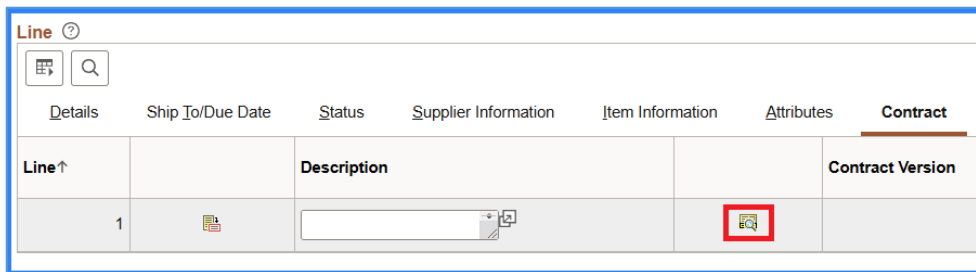 Line ?
Details Ship To/Due Date Status Supplier Information Item Information Attributes Contract
Line↑ Description Contract Version
1